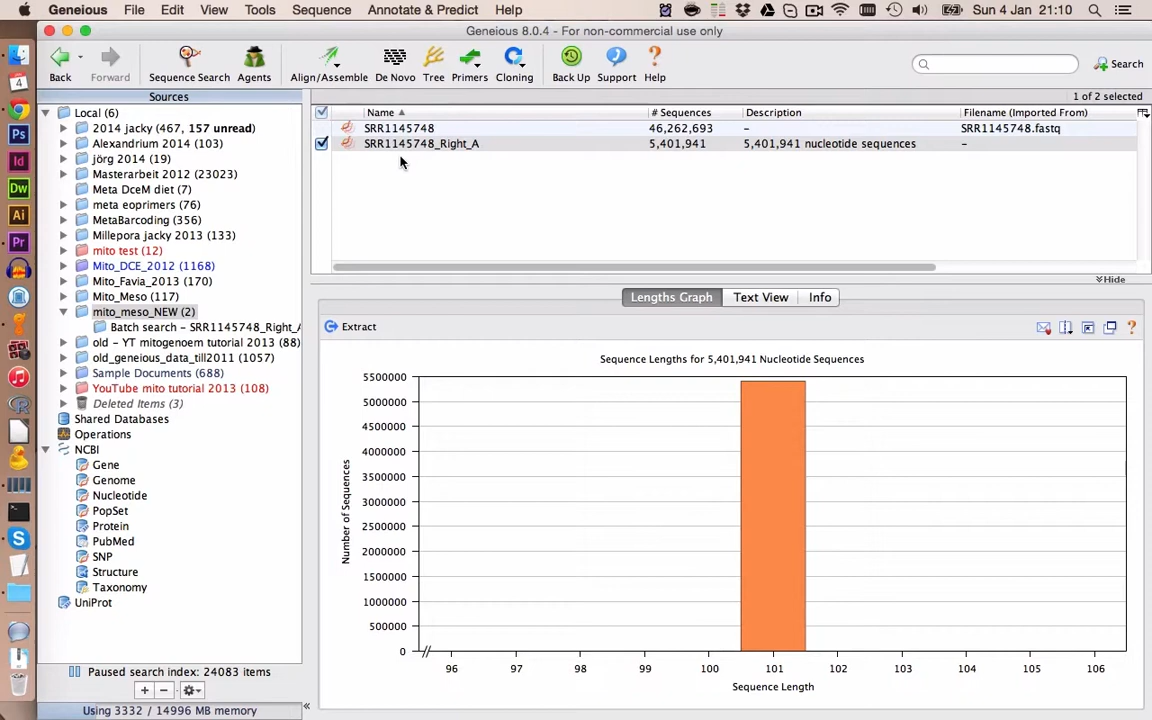 Geneious File Edit View Tools Sequence Annotate & Predict Help Sun 4 Jan 21:10
Geneious 8.0.4 - For non-commercial use only
Back Forward Sequence Search Agents Align/Assemble De Novo Tree Primers Cloning Back Up Support Help Search
Sources
1 of 2 selected
Name # Sequences Description Filename (Imported From)
SRR1145748 46,262,693 – SRR1145748.fastq
SRR1145748_Right_A 5,401,941 5,401,941 nucleotide sequences –
Local (6)
2014 jacky (467, 157 unread)
Alexandrium 2014 (103)
jörg 2014 (19)
Masterarbeit 2012 (23023)
Meta DceM diet (7)
meta eoprimers (76)
MetaBarcoding (356)
Millepora jacky 2013 (133)
mito test (12)
Mito_DCE_2012 (1168)
Mito_Favia_2013 (170)
Mito_Meso (117)
mito_meso_NEW (2)
Batch search – SRR1145748_Right_A
old – YT mitogenoem tutorial 2013 (88)
old_geneious_data_till2011 (1057)
Sample Documents (688)
YouTube mito tutorial 2013 (108)
Deleted Items (3)
Shared Databases
Operations
NCBI
Gene
Genome
Nucleotide
PopSet
Protein
PubMed
SNP
Structure
Taxonomy
UniProt
Paused search index: 24083 items
Using 3332 / 14996 MB memory
Hide
Lengths Graph Text View Info
Extract
Sequence Lengths for 5,401,941 Nucleotide Sequences
5500000
5000000
4500000
4000000
3500000
3000000
2500000
2000000
1500000
1000000
500000
0
Number of Sequences
96 97 98 99 100 101 102 103 104 105 106
Sequence Length